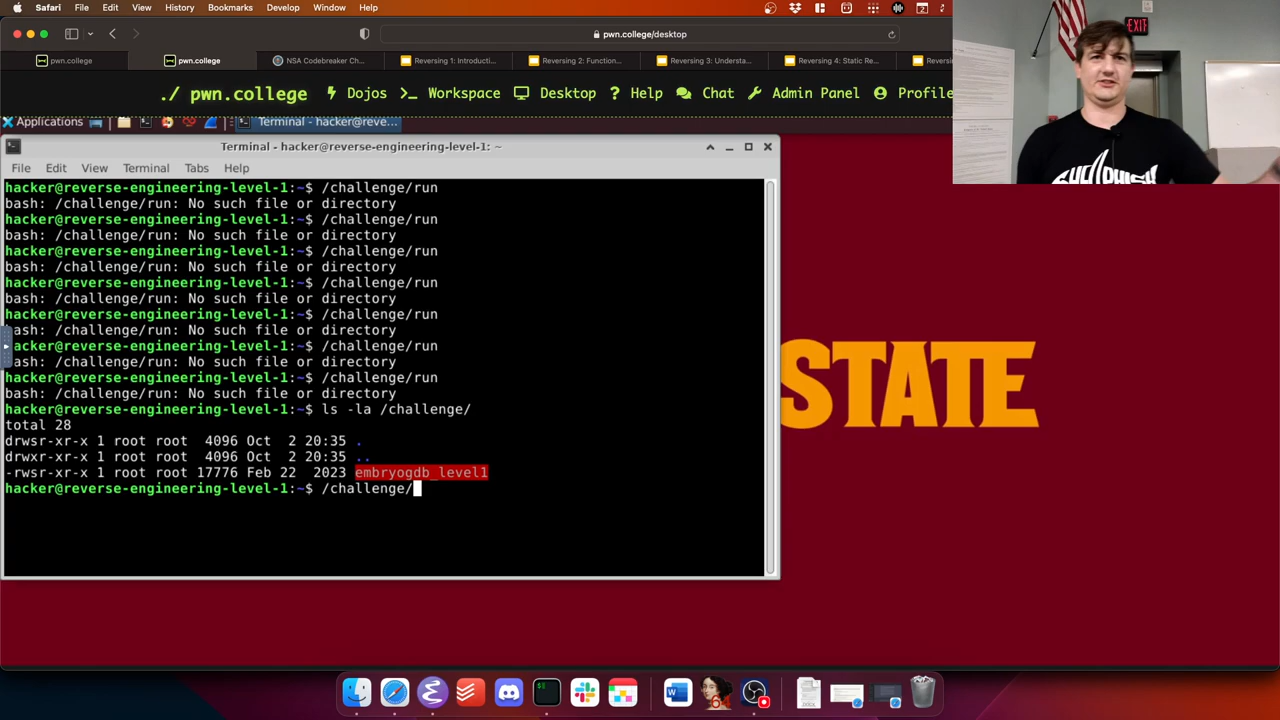 Safari File Edit View History Bookmarks Develop Window Help
2
pwn.college/desktop
pwn.college
pwn.college
NSA Codebreaker Ch...
Reversing 1: Introducti...
Reversing 2: Function...
Reversing 3: Understa...
Reversing 4: Static Re...
Reversin
EXIT
./ pwn.college Dojos Workspace Desktop ? Help Chat Admin Panel Profile
Applications
Terminal - hacker@reve...
Terminal - hacker@reverse-engineering-level-1: ~
File Edit View Terminal Tabs Help
hacker@reverse-engineering-level-1:~$ /challenge/run
bash: /challenge/run: No such file or directory
hacker@reverse-engineering-level-1:~$ /challenge/run
bash: /challenge/run: No such file or directory
hacker@reverse-engineering-level-1:~$ /challenge/run
bash: /challenge/run: No such file or directory
hacker@reverse-engineering-level-1:~$ /challenge/run
bash: /challenge/run: No such file or directory
hacker@reverse-engineering-level-1:~$ /challenge/run
bash: /challenge/run: No such file or directory
hacker@reverse-engineering-level-1:~$ /challenge/run
bash: /challenge/run: No such file or directory
hacker@reverse-engineering-level-1:~$ /challenge/run
bash: /challenge/run: No such file or directory
hacker@reverse-engineering-level-1:~$ ls -la /challenge/
total 28
drwsr-xr-x 1 root root 4096 Oct 2 20:35 .
drwxr-xr-x 1 root root 4096 Oct 2 20:35 ..
-rwsr-xr-x 1 root root 17776 Feb 22 2023 embryogdb_level1
hacker@reverse-engineering-level-1:~$ /challenge/
STATE